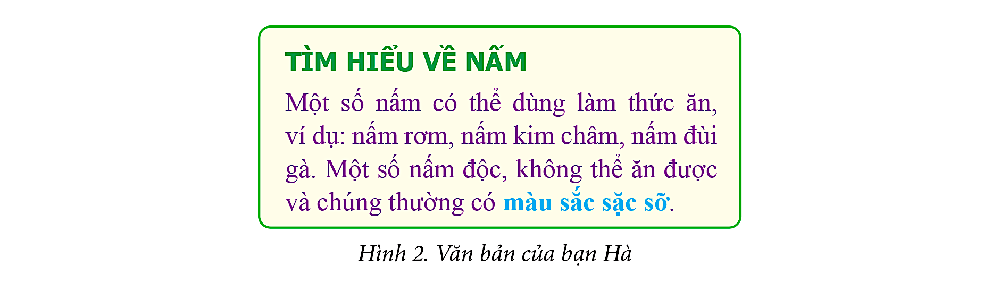 TÌM HIỂU VỀ NẤM
Một số nấm có thể dùng làm thức ăn,
ví dụ: nấm rơm, nấm kim châm, nấm đùi
gà. Một số nấm độc, không thể ăn được
và chúng thường có màu sắc sặc sỡ.
Hình 2. Văn bản của bạn Hà